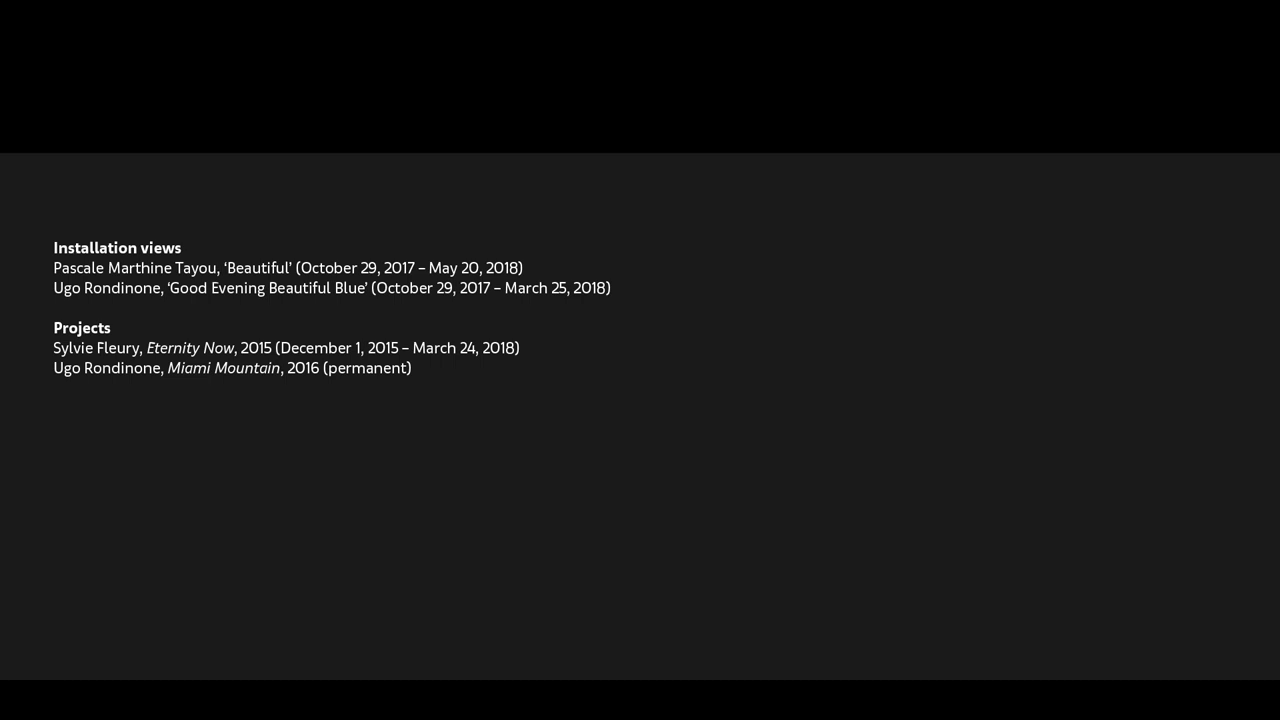 Installation views
Pascale Marthine Tayou, ‘Beautiful’ (October 29, 2017 – May 20, 2018)
Ugo Rondinone, ‘Good Evening Beautiful Blue’ (October 29, 2017 – March 25, 2018)
Projects
Sylvie Fleury, Eternity Now, 2015 (December 1, 2015 – March 24, 2018)
Ugo Rondinone, Miami Mountain, 2016 (permanent)